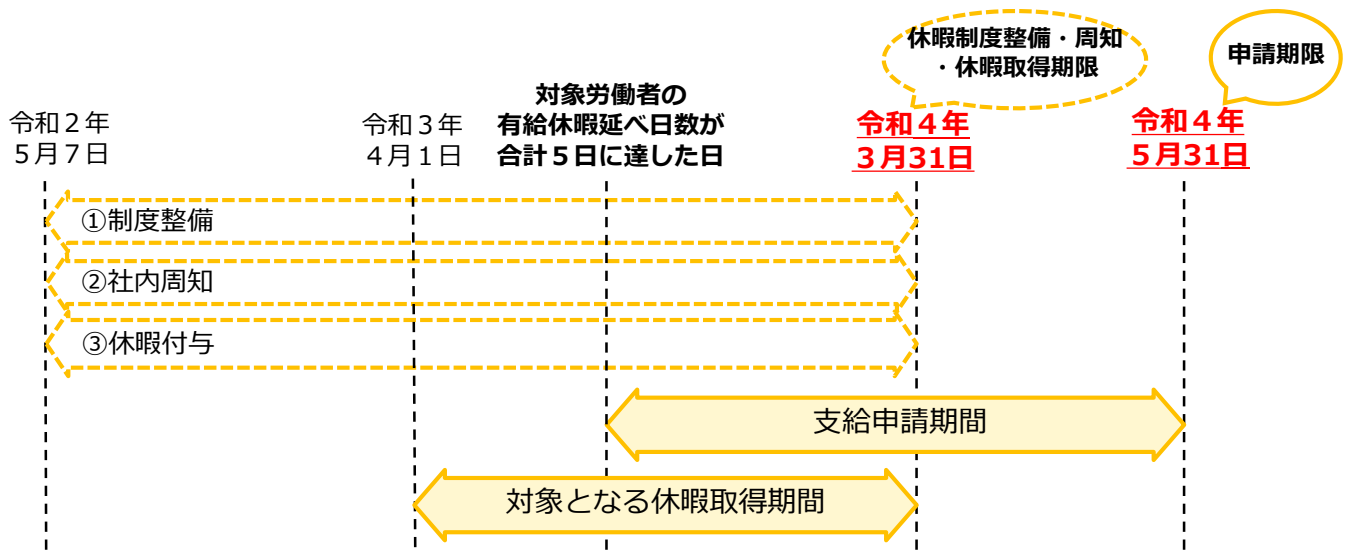 休暇制度整備・周知
・休暇取得期限
申請期限
令和２年
５月７日
令和３年
４月１日
対象労働者の
有給休暇延べ日数が
合計５日に達した日
令和４年
３月31日
令和４年
５月31日
①制度整備
②社内周知
③休暇付与
支給申請期間
対象となる休暇取得期間